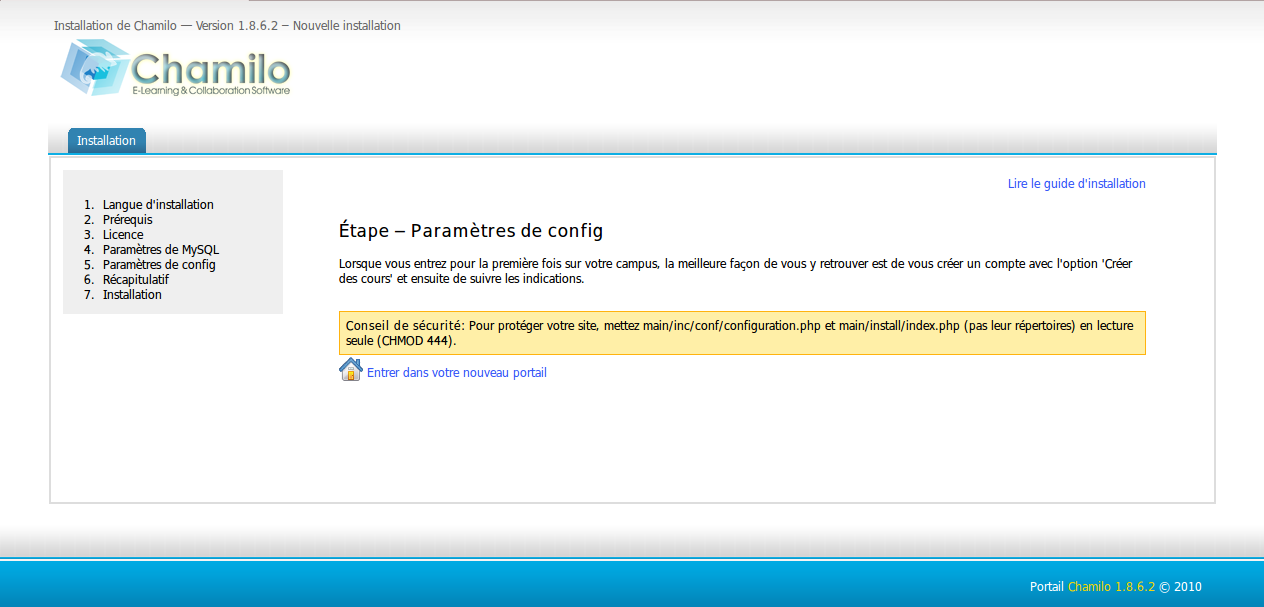 Installation de Chamilo — Version 1.8.6.2 – Nouvelle installation
Chamilo
E-Learning & Collaboration Software
Installation
Lire le guide d'installation
1. Langue d'installation
2. Prérequis
3. Licence
4. Paramètres de MySQL
5. Paramètres de config
6. Récapitulatif
7. Installation
Étape – Paramètres de config
Lorsque vous entrez pour la première fois sur votre campus, la meilleure façon de vous y retrouver est de vous créer un compte avec l'option 'Créer
des cours' et ensuite de suivre les indications.
Conseil de sécurité: Pour protéger votre site, mettez main/inc/conf/configuration.php et main/install/index.php (pas leur répertoires) en lecture
seule (CHMOD 444).
Entrer dans votre nouveau portail
Portail Chamilo 1.8.6.2 © 2010